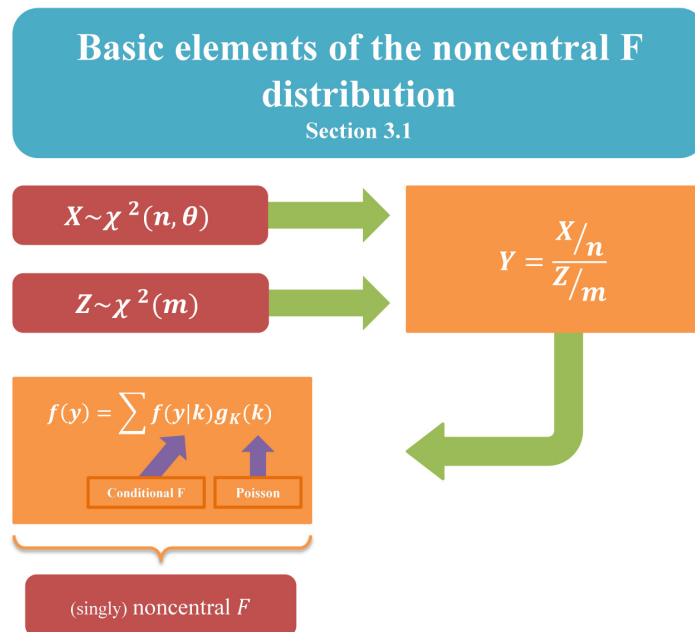 Basic elements of the noncentral F
distribution
Section 3.1
X~χ²(n, θ)
Z~χ²(m)
Y = (X/n)/(Z/m)
f(y) = ∑ f(y|k)g_K(k)
Conditional F
Poisson
(singly) noncentral F